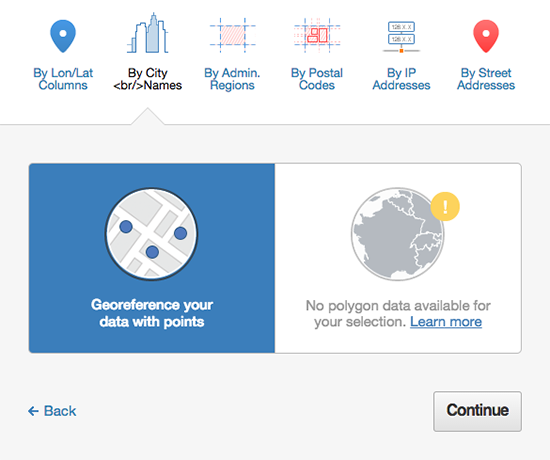 128 X X
128 X X
By Lon/Lat
Columns
By City
<br/>Names
By Admin.
Regions
By Postal
Codes
By IP
Addresses
By Street
Addresses
!
Georeference your
data with points
No polygon data available for
your selection. Learn more
← Back
Continue